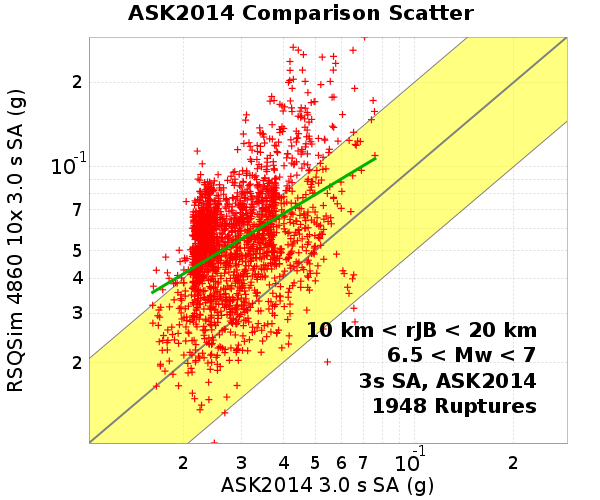 ASK2014 Comparison Scatter
RSQSim 4860 10x 3.0 s SA (g)
2
10⁻¹
7
5
4
3
2
10 km < rJB < 20 km
6.5 < Mw < 7
3s SA, ASK2014
1948 Ruptures
2 3 4 5 6 7 10⁻¹ 2
ASK2014 3.0 s SA (g)